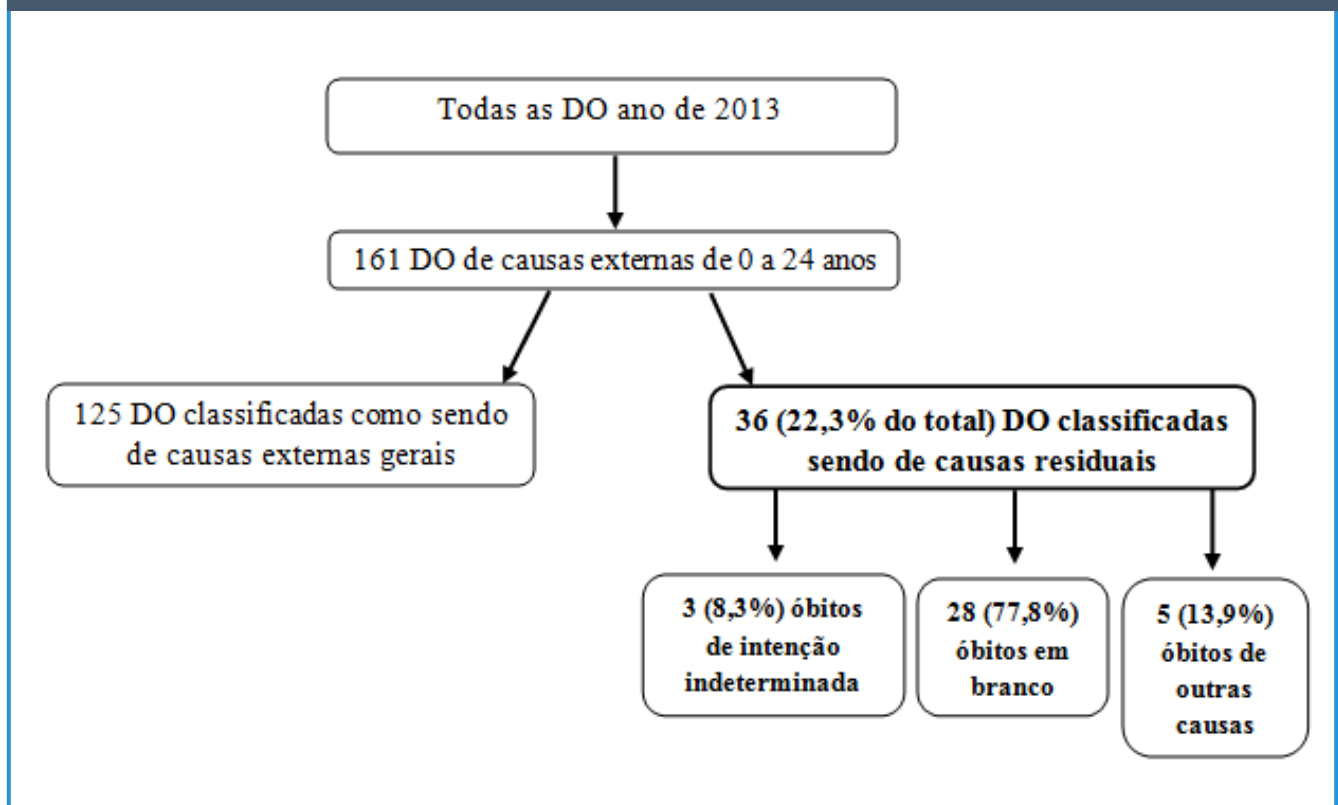 Todas as DO ano de 2013
161 DO de causas externas de 0 a 24 anos
125 DO classificadas como sendo
de causas externas gerais
36 (22,3% do total) DO classificadas
sendo de causas residuais
3 (8,3%) óbitos
de intenção
indeterminada
28 (77,8%)
óbitos em
branco
5 (13,9%)
óbitos de
outras
causas